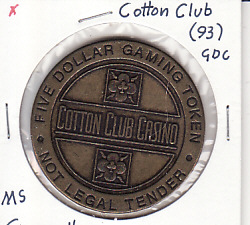 Cotton Club
(93)
GDC
FIVE DOLLAR GAMING TOKEN
COTTON CLUB CASINO
NOT LEGAL TENDER
MS